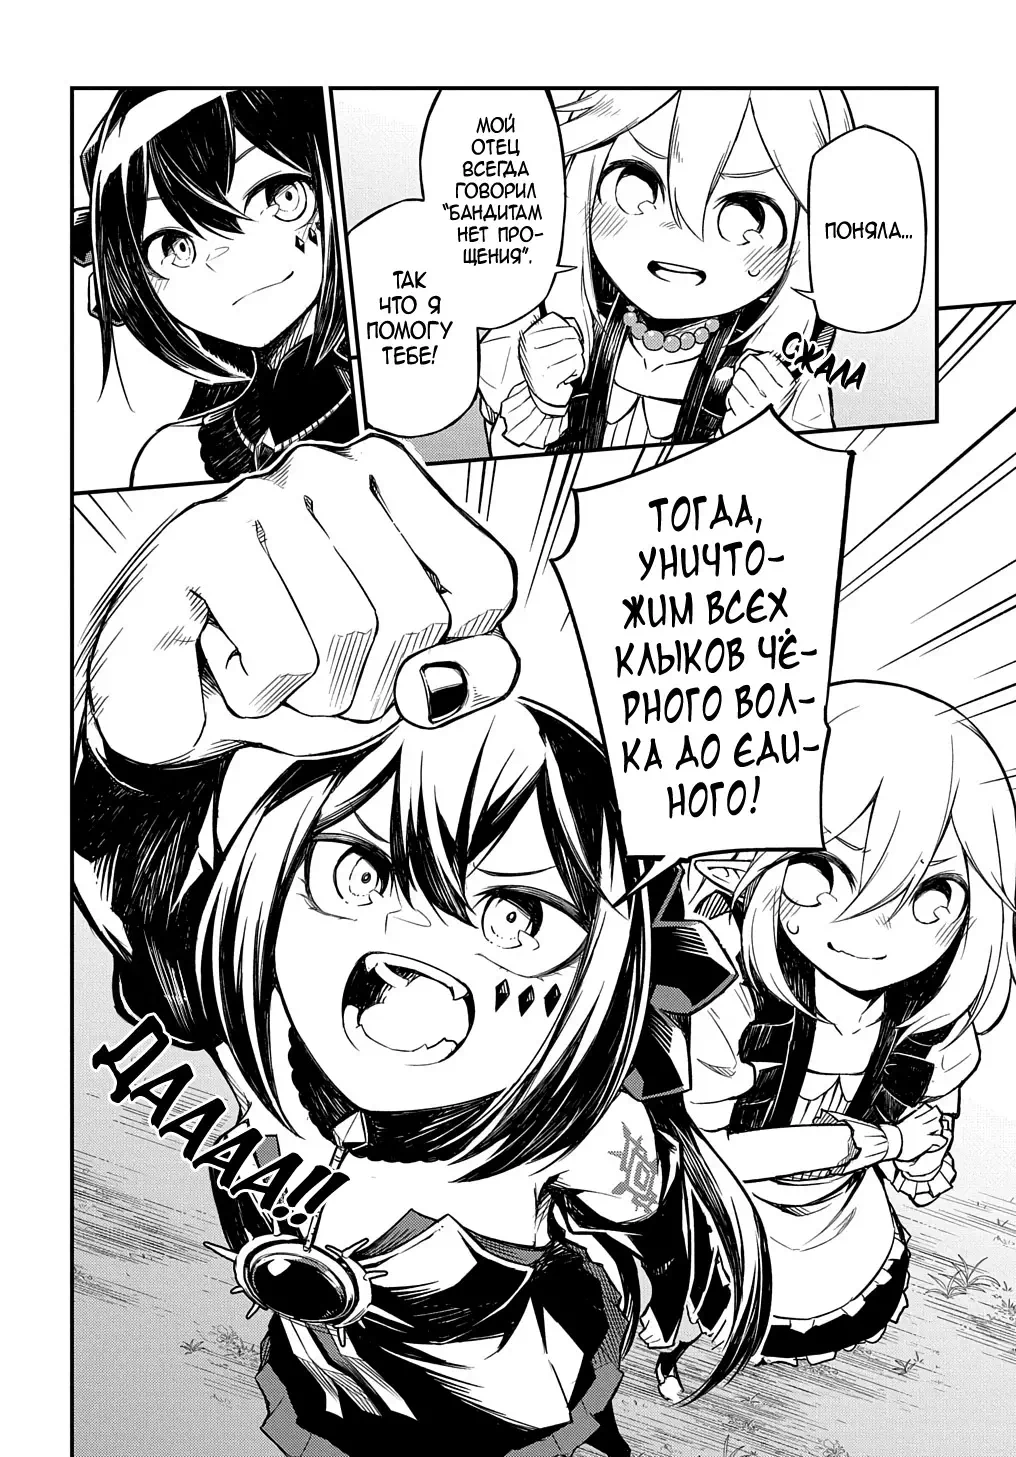 ПОНЯЛА...
МОЙ
ОТЕЦ
ВСЕГДА
ГОВОРИЛ
"БАНДИТАМ
НЕТ ПРО-
ЩЕНИЯ".
ТАК
ЧТО Я
ПОМОГУ
ТЕБЕ!
СЖАЛА
ТОГДА,
УНИЧТО-
ЖИМ ВСЕХ
КЛЫКОВ ЧЁ-
РНОГО ВОЛ-
КА ДО ЕДИ-
НОГО!
ДАААА!!